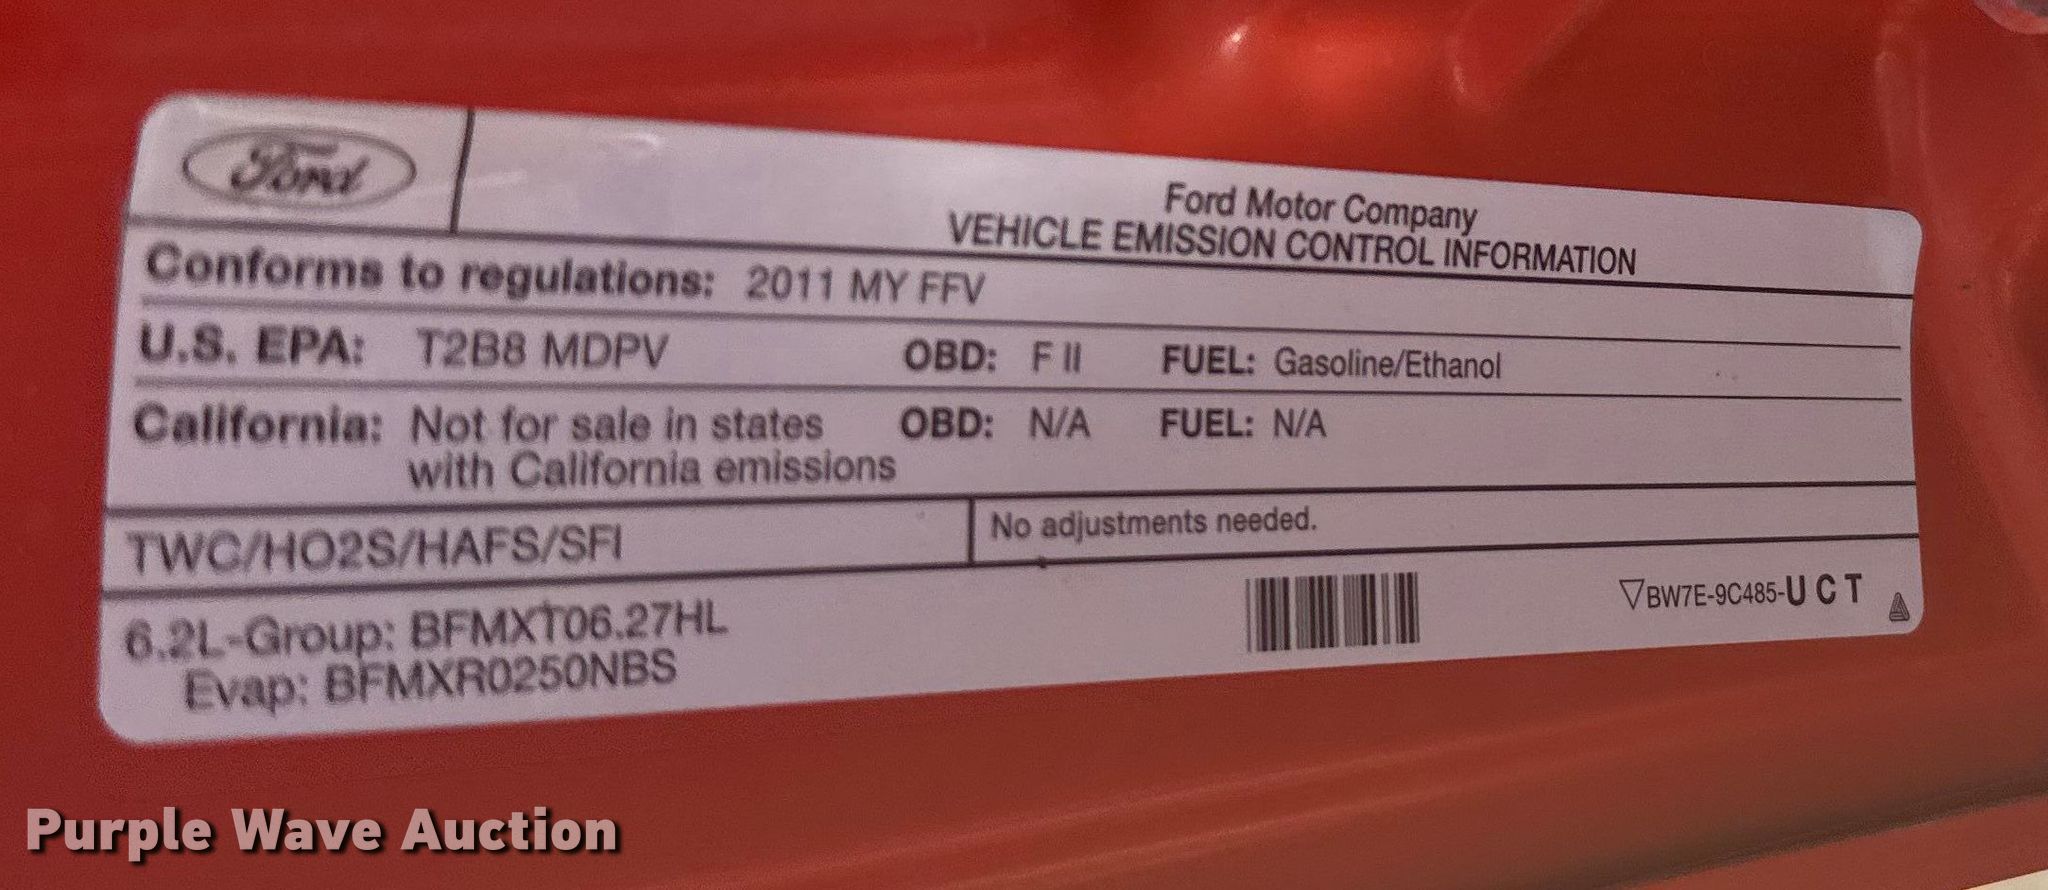 Ford
Ford Motor Company
VEHICLE EMISSION CONTROL INFORMATION
Conforms to regulations: 2011 MY FFV
U.S. EPA: T2B8 MDPV OBD: F II FUEL: Gasoline/Ethanol
California: Not for sale in states OBD: N/A FUEL: N/A
with California emissions
TWC/HO2S/HAFS/SFI No adjustments needed.
6.2L-Group: BFMXT06.27HL
Evap: BFMXR0250NBS
▽BW7E-9C485-U C T
Purple Wave Auction